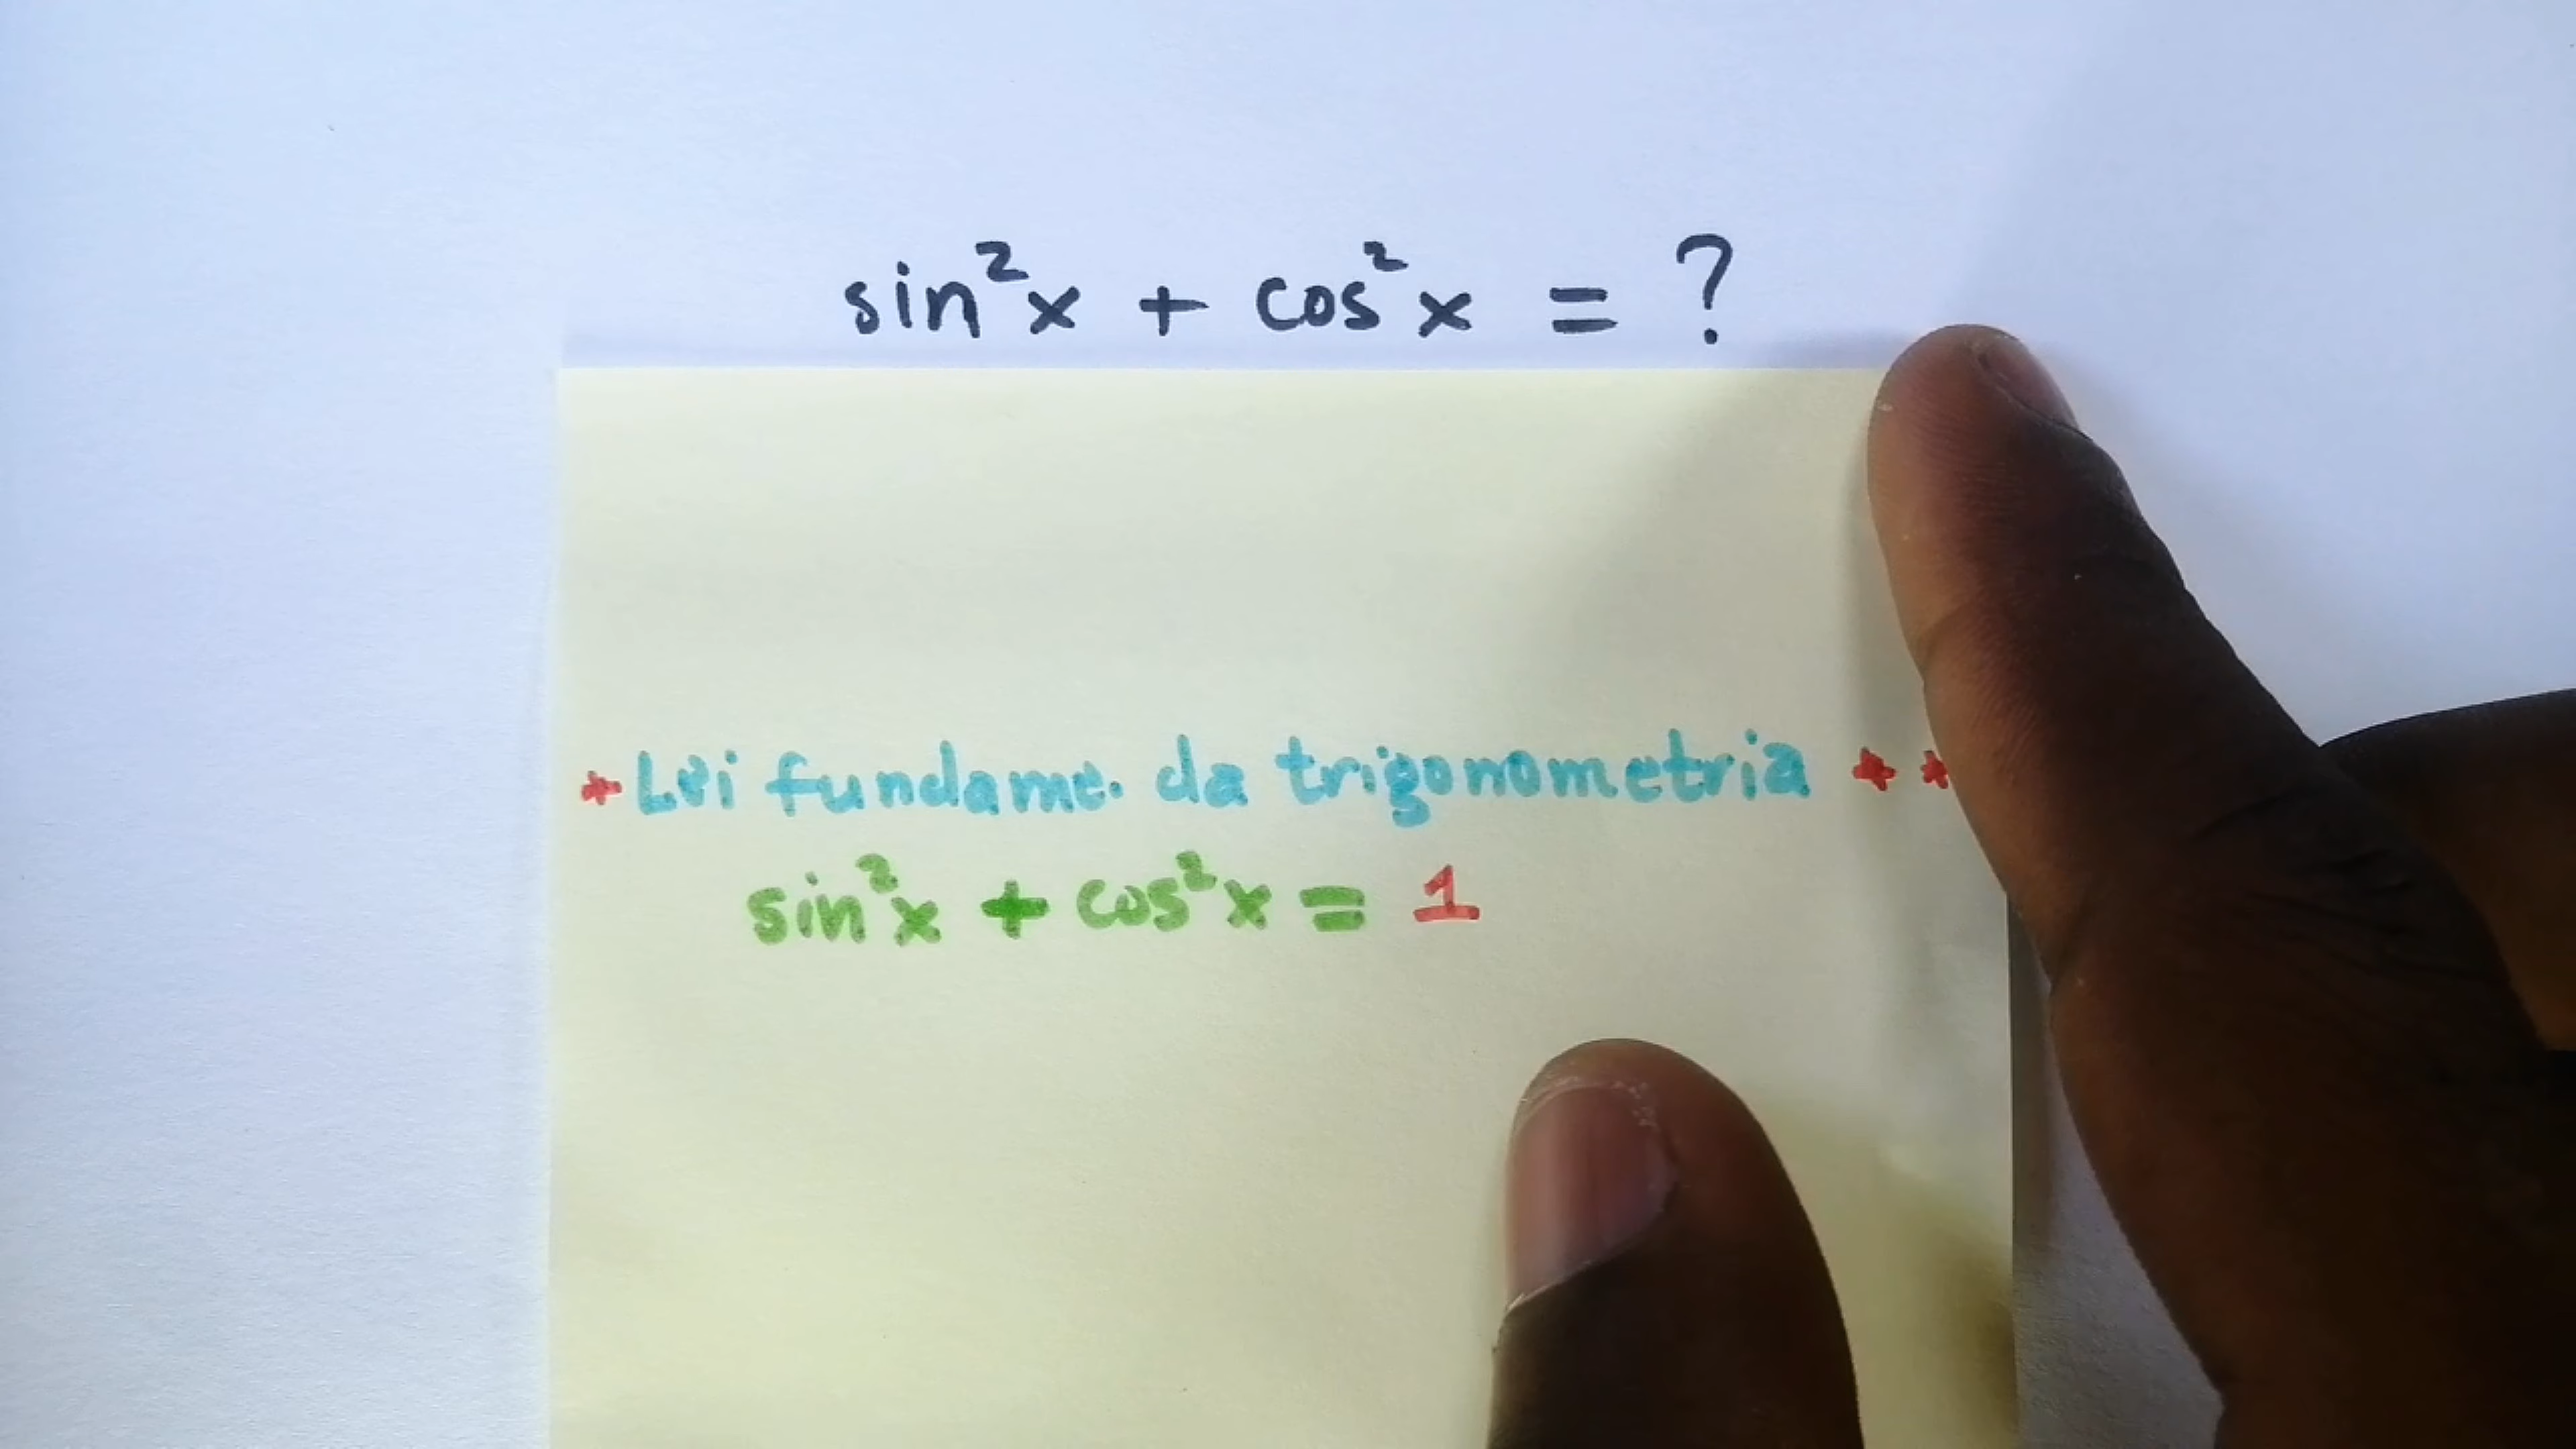 sin²x + cos²x = ?
* Lei fundame. da trigonometria * *
sin²x + cos²x = 1